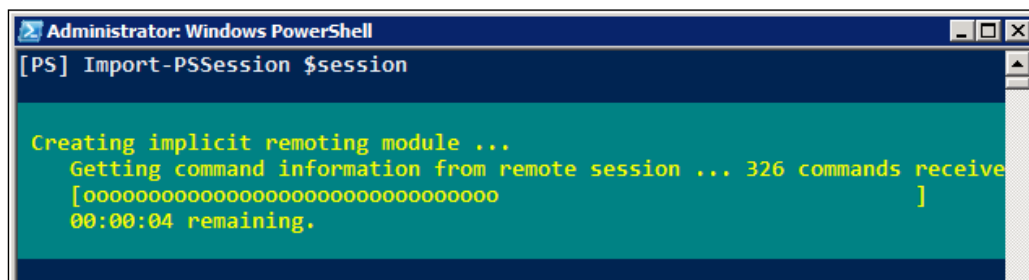 Administrator: Windows PowerShell
[PS] Import-PSSession $session
Creating implicit remoting module ...
Getting command information from remote session ... 326 commands receive
[oooooooooooooooooooooooooooooooo ]
00:00:04 remaining.